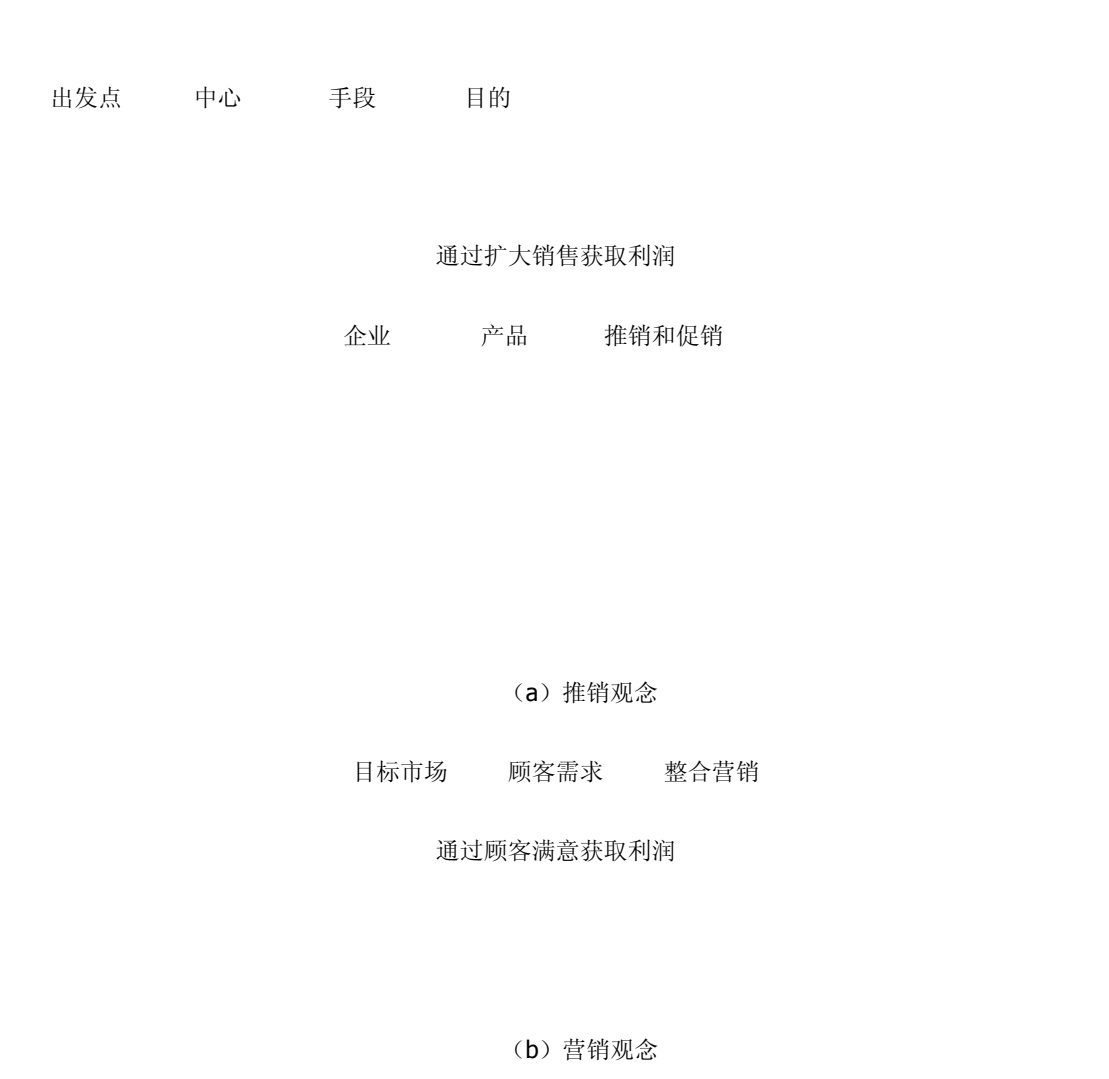 出发点 中心 手段 目的
通过扩大销售获取利润
企业 产品 推销和促销
（a）推销观念
目标市场 顾客需求 整合营销
通过顾客满意获取利润
（b）营销观念